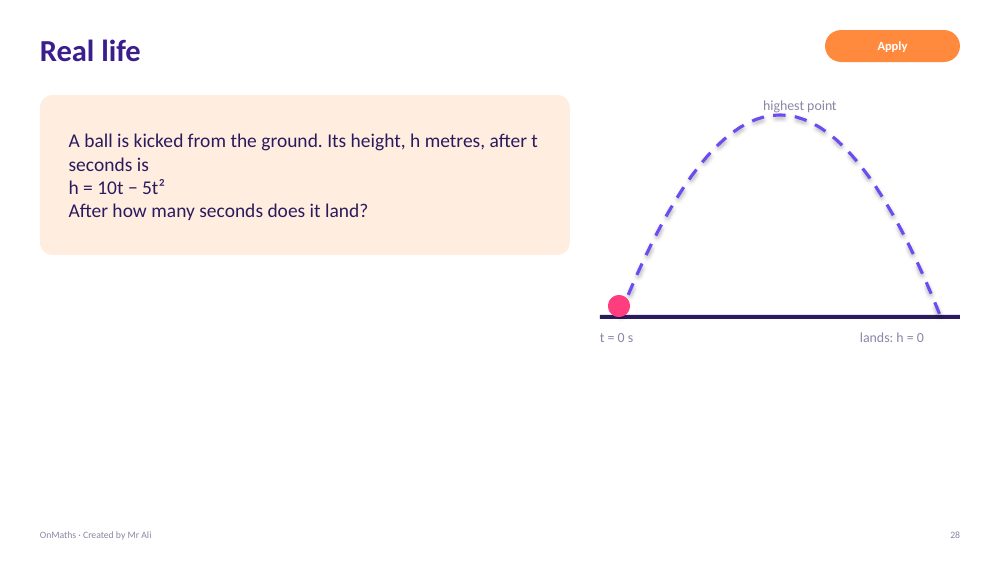 Real life
Apply
A ball is kicked from the ground. Its height, h metres, after t
seconds is
h = 10t − 5t²
After how many seconds does it land?
highest point
t = 0 s
lands: h = 0
OnMaths · Created by Mr Ali
28